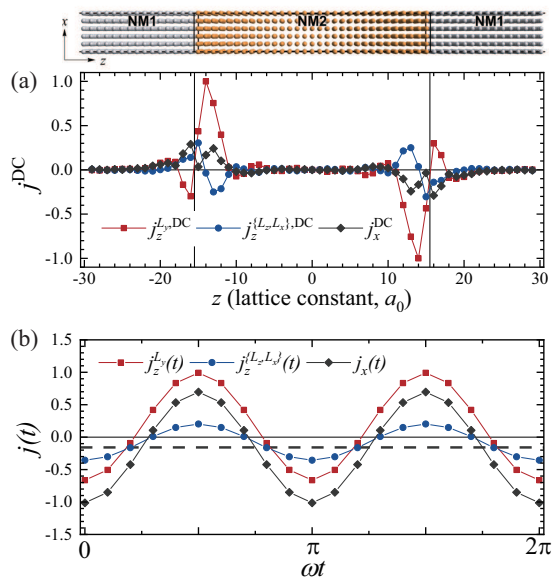 x
z
NM1 NM2 NM1
(a)
j^DC
1.0
0.5
0.0
-0.5
-1.0
j_z^{L_y,DC} j_z^{{L_z,L_x},DC} j_x^{DC}
-30 -20 -10 0 10 20 30
z (lattice constant, a_0)
(b)
j(t)
1.5
1.0
0.5
0.0
-0.5
-1.0
-1.5
j_z^{L_y}(t) j_z^{{L_z,L_x}}(t) j_x(t)
0 π 2π
ωt